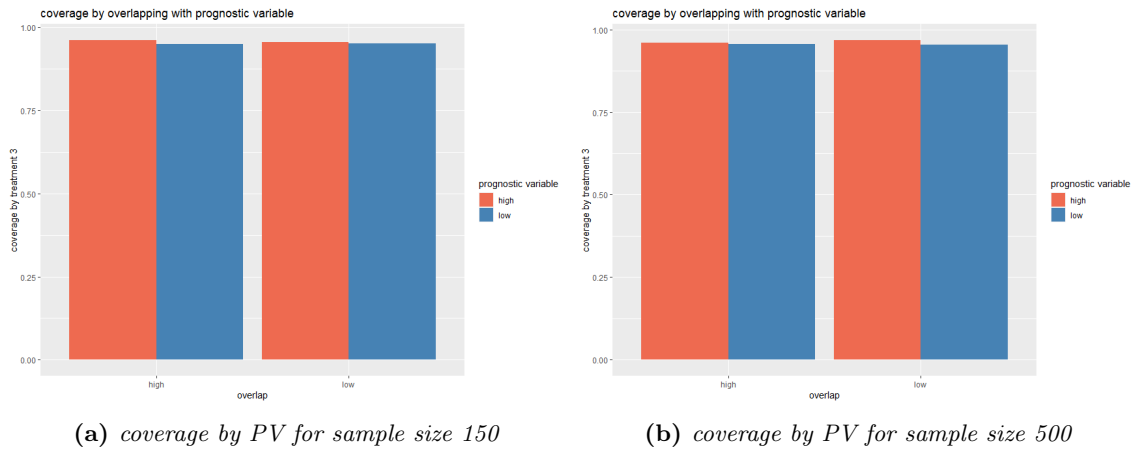 coverage by overlapping with prognostic variable
1.00
0.75
0.50
0.25
0.00
coverage by treatment 3
high
low
overlap
prognostic variable
high
low
(a) coverage by PV for sample size 150
coverage by overlapping with prognostic variable
1.00
0.75
0.50
0.25
0.00
coverage by treatment 3
high
low
overlap
prognostic variable
high
low
(b) coverage by PV for sample size 500